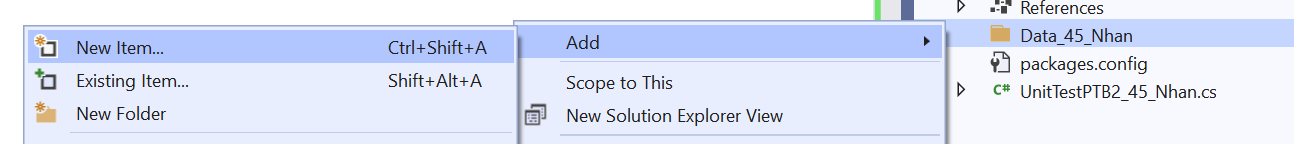 New Item... Ctrl+Shift+A
Existing Item... Shift+Alt+A
New Folder
Add
Scope to This
New Solution Explorer View
References
Data_45_Nhan
packages.config
C# UnitTestPTB2_45_Nhan.cs